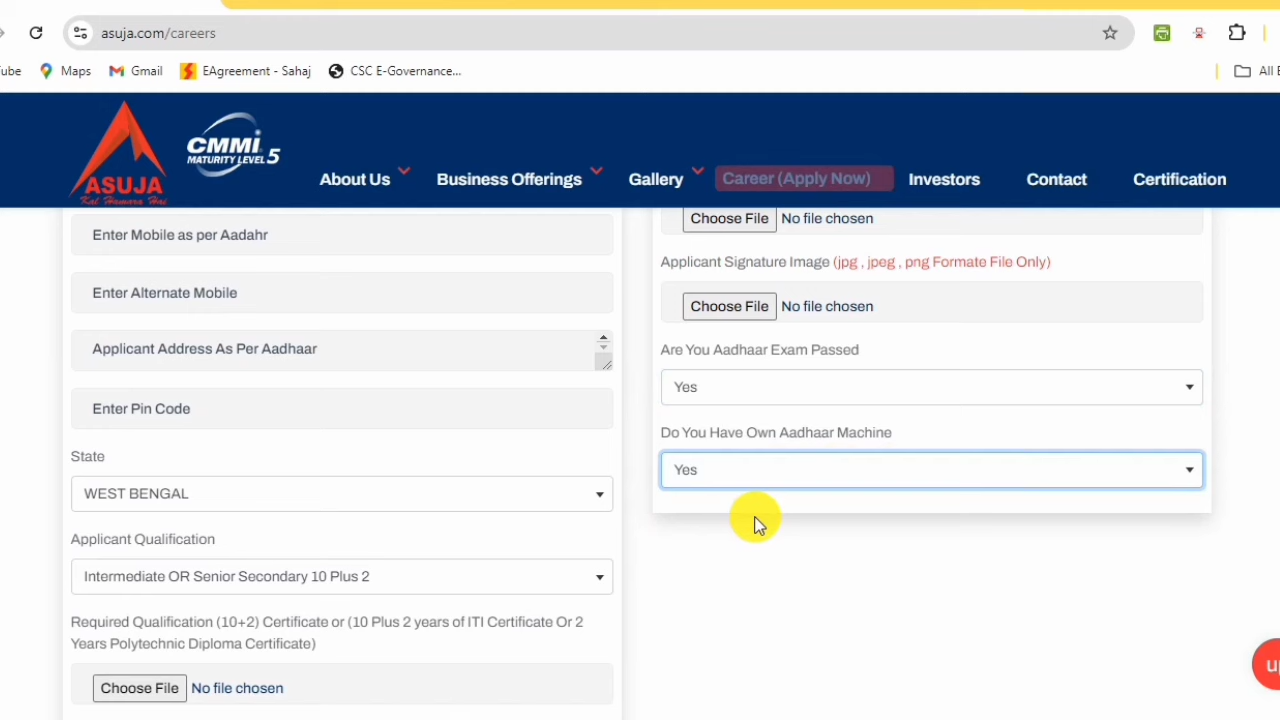 asuja.com/careers
ube Maps Gmail EAgreement - Sahaj CSC E-Governance... All
ASUJA
Kal Hamara Hai
CMMI
MATURITY LEVEL 5
About Us Business Offerings Gallery Career (Apply Now) Investors Contact Certification
Enter Mobile as per Aadahr
Enter Alternate Mobile
Applicant Address As Per Aadhaar
Enter Pin Code
State
WEST BENGAL
Applicant Qualification
Intermediate OR Senior Secondary 10 Plus 2
Required Qualification (10+2) Certificate or (10 Plus 2 years of ITI Certificate Or 2
Years Polytechnic Diploma Certificate)
Choose File No file chosen
Choose File No file chosen
Applicant Signature Image (jpg , jpeg , png Formate File Only)
Choose File No file chosen
Are You Aadhaar Exam Passed
Yes
Do You Have Own Aadhaar Machine
Yes